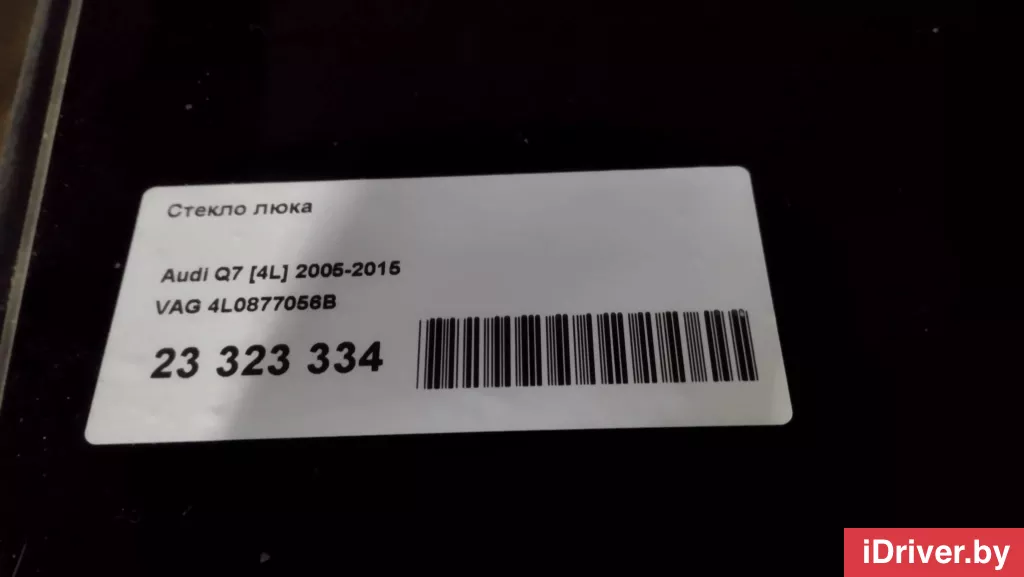 Стекло люка
Audi Q7 [4L] 2005-2015
VAG 4L0877056B
23 323 334
iDriver.by